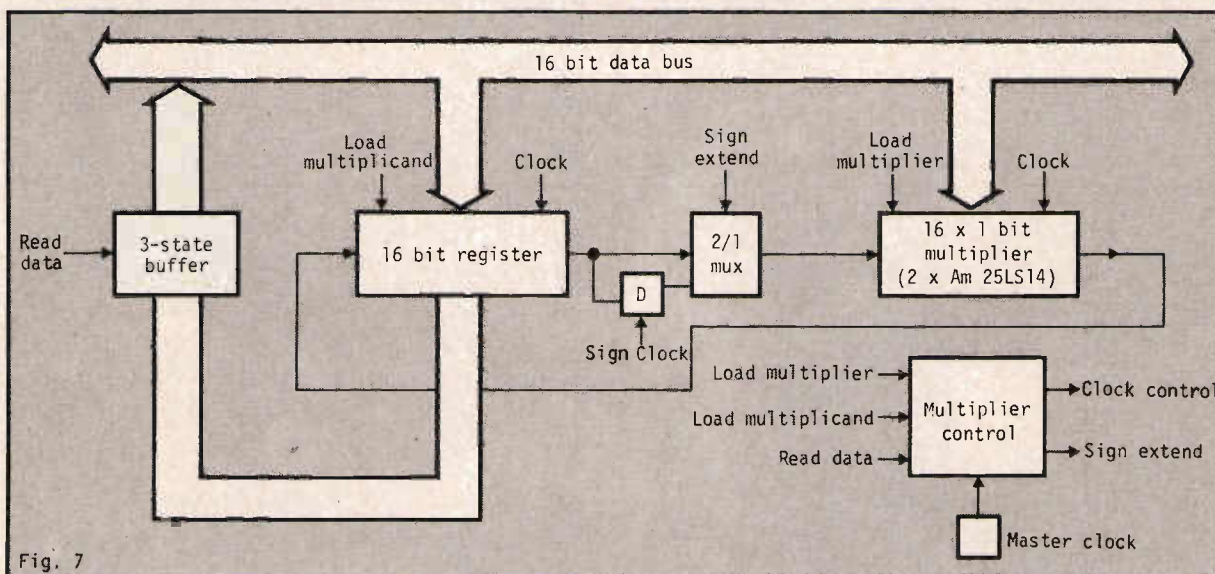 16 bit data bus
Load
multiplicand
Clock
Sign
extend
Load
multiplier
Clock
Read
data
3-state
buffer
16 bit register
2/1
mux
16 x 1 bit
multiplier
(2 x Am 25LS14)
D
Sign Clock
Load multiplier
Load multiplicand
Read data
Multiplier
control
Clock control
Sign extend
Master clock
Fig. 7